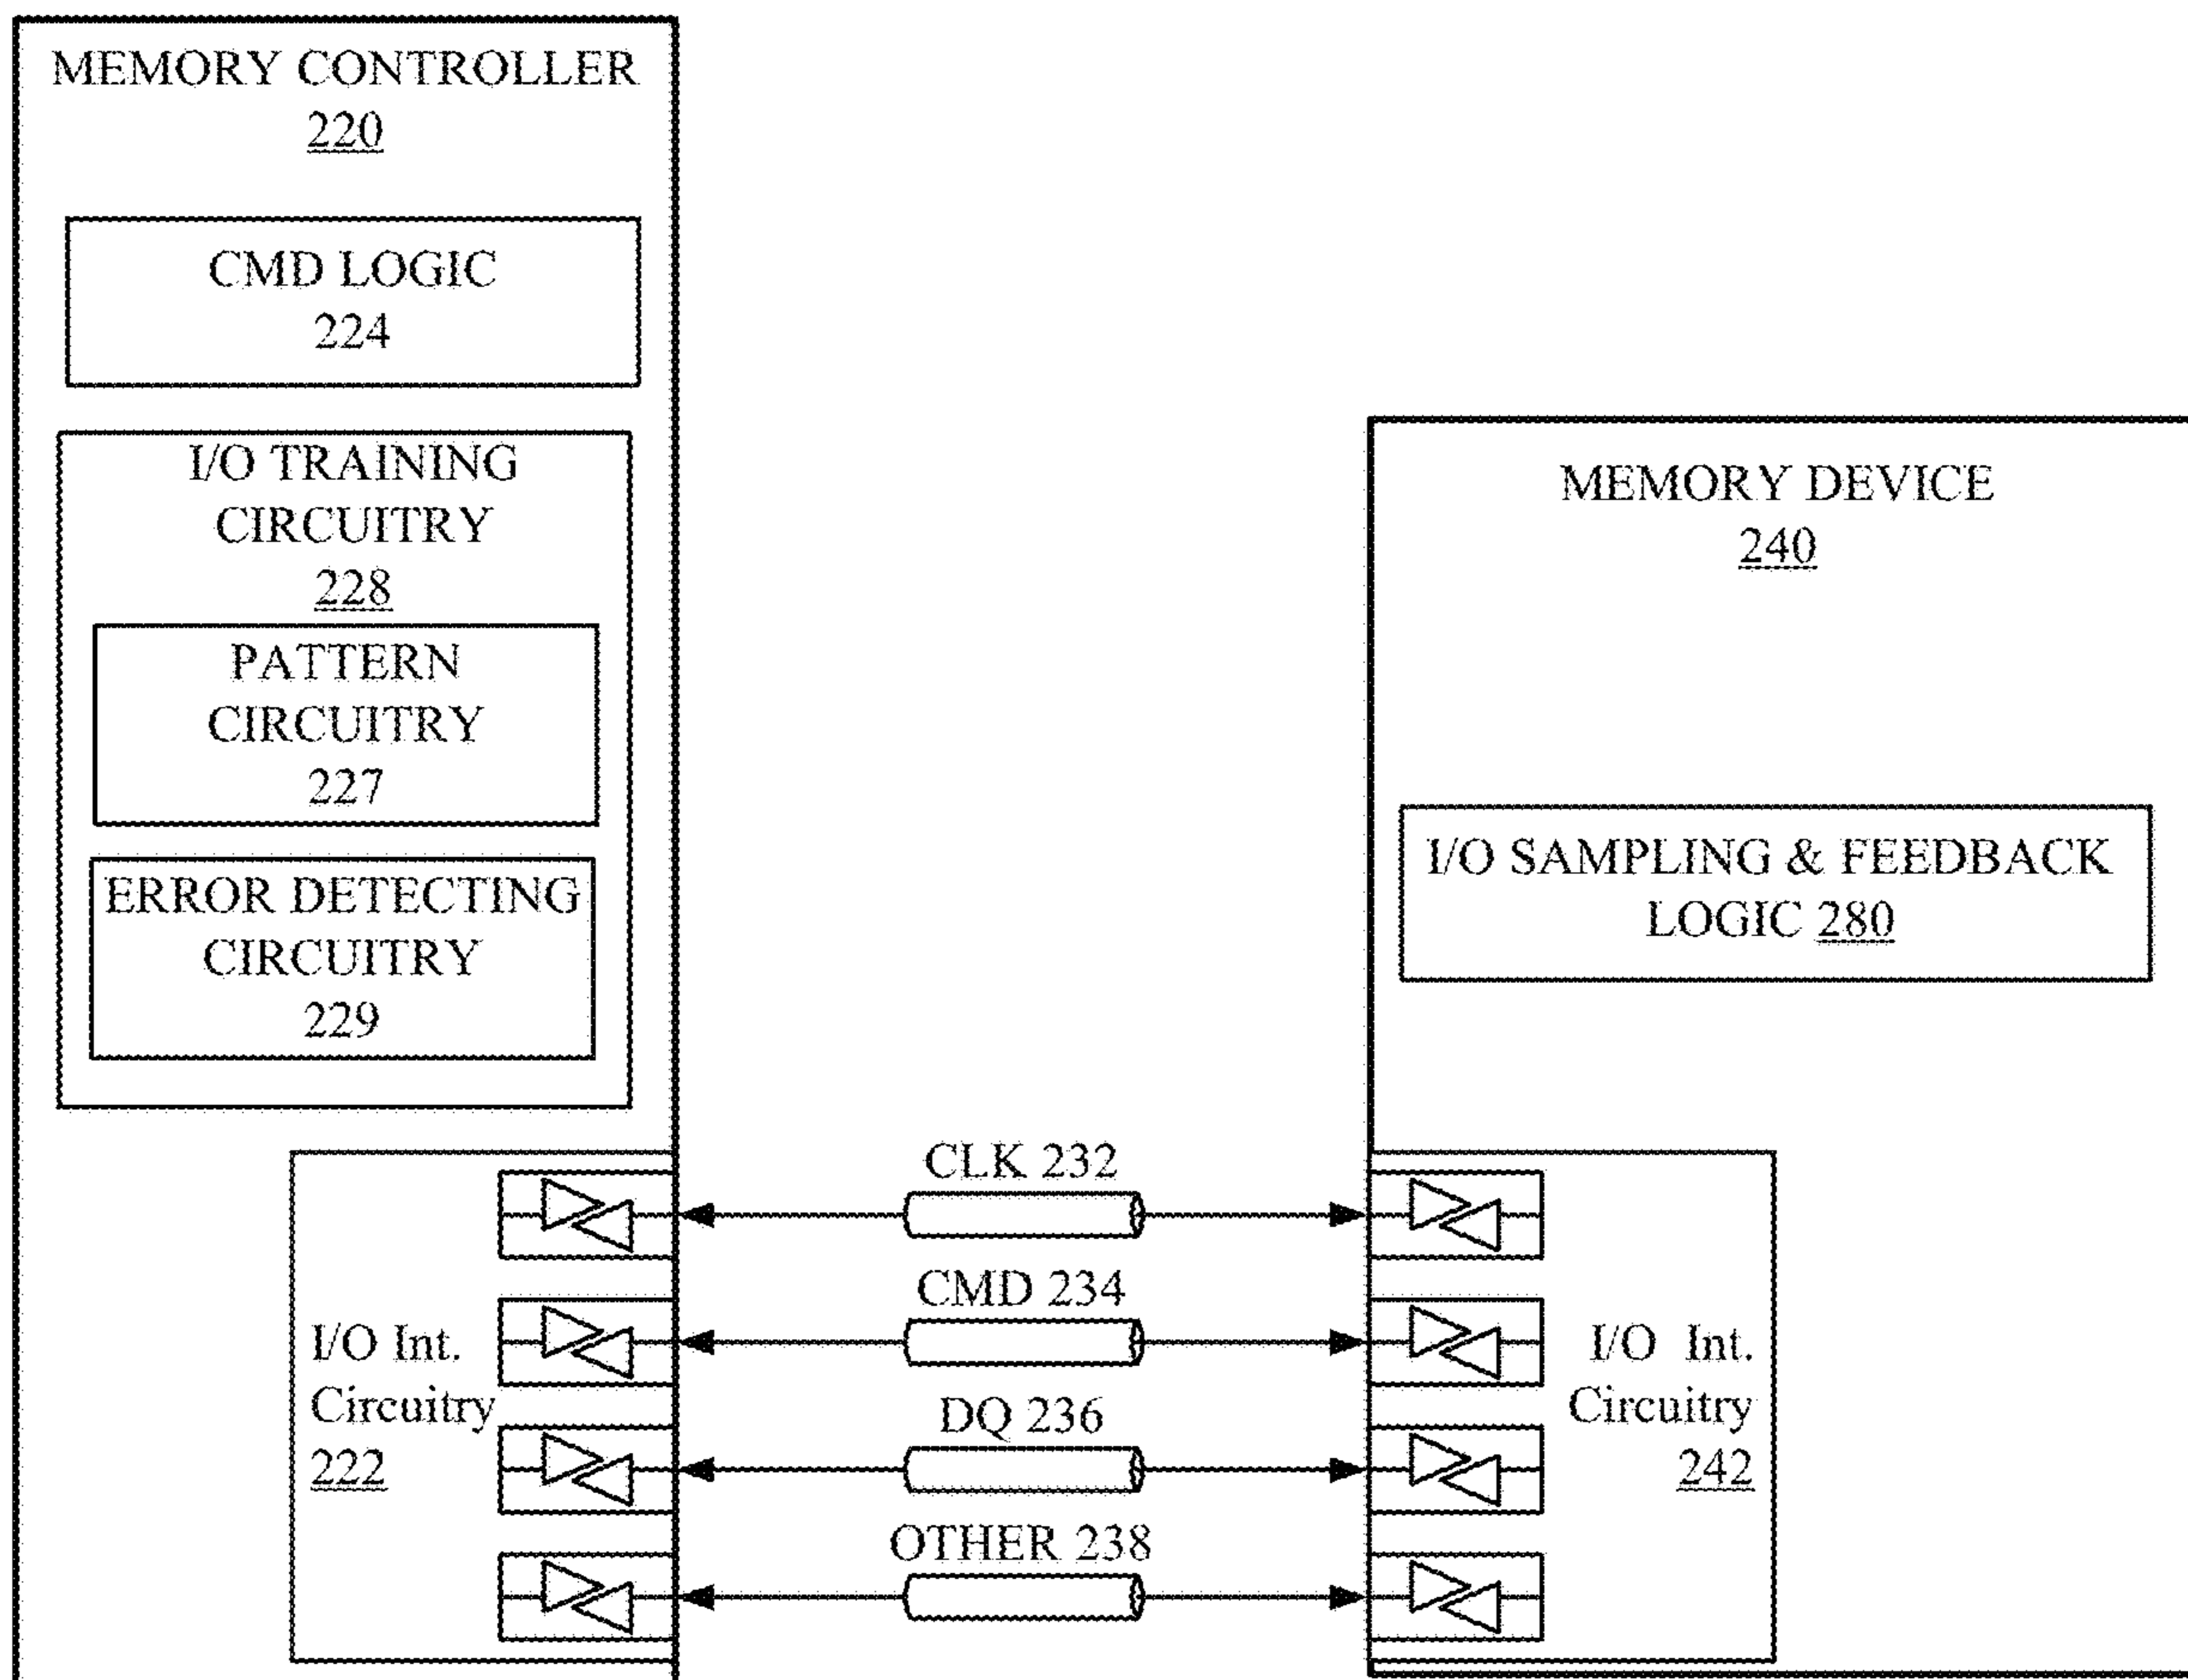 MEMORY CONTROLLER
220
CMD LOGIC
224
I/O TRAINING
CIRCUITRY
228
PATTERN
CIRCUITRY
227
ERROR DETECTING
CIRCUITRY
229
I/O Int.
Circuitry
222
CLK 232
CMD 234
DQ 236
OTHER 238
MEMORY DEVICE
240
I/O SAMPLING & FEEDBACK
LOGIC 280
I/O Int.
Circuitry
242